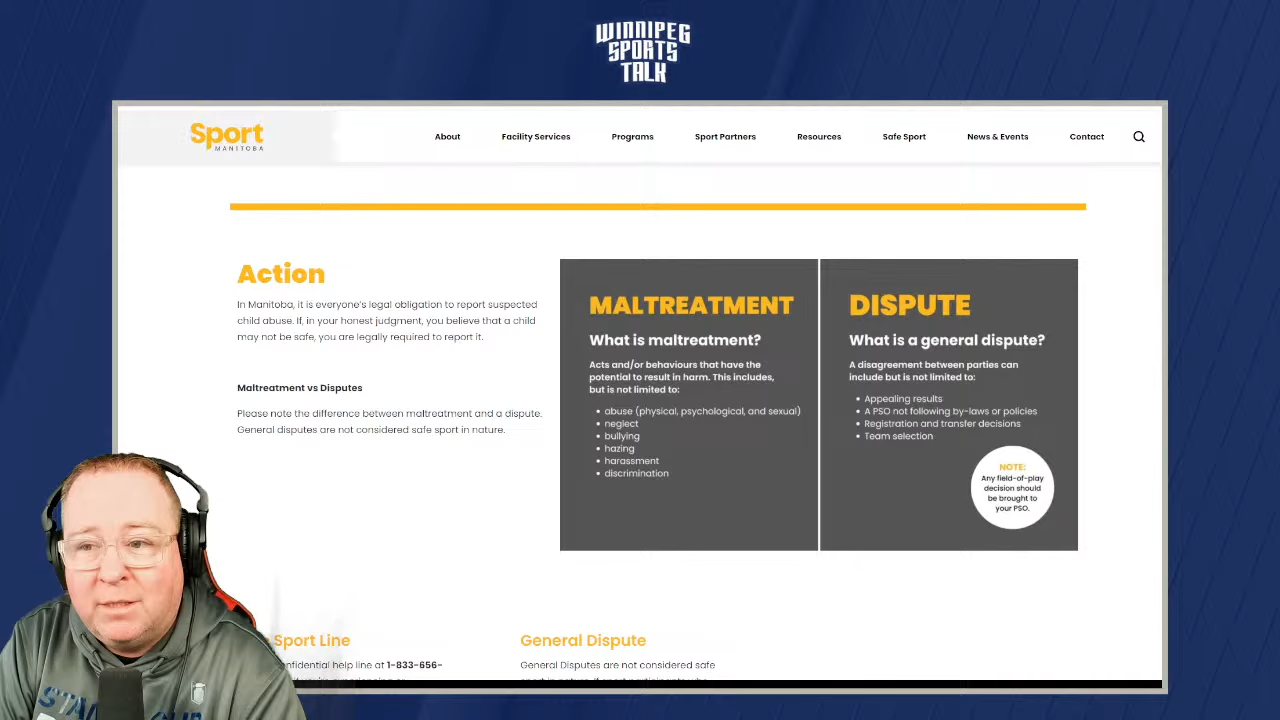 WINNIPEG
SPORTS
TALK
Sport
MANITOBA
About
Facility Services
Programs
Sport Partners
Resources
Safe Sport
News & Events
Contact
Action
In Manitoba, it is everyone's legal obligation to report suspected
child abuse. If, in your honest judgment, you believe that a child
may not be safe, you are legally required to report it.
Maltreatment vs Disputes
Please note the difference between maltreatment and a dispute.
General disputes are not considered safe sport in nature.
MALTREATMENT
What is maltreatment?
Acts and/or behaviours that have the
potential to result in harm. This includes,
but is not limited to:
• abuse (physical, psychological, and sexual)
• neglect
• bullying
• hazing
• harassment
• discrimination
DISPUTE
What is a general dispute?
A disagreement between parties can
include but is not limited to:
• Appealing results
• A PSO not following by-laws or policies
• Registration and transfer decisions
• Team selection
NOTE:
Any field-of-play
decision should
be brought to
your PSO.
Sport Line
confidential help line at 1-833-656-
General Dispute
General Disputes are not considered safe